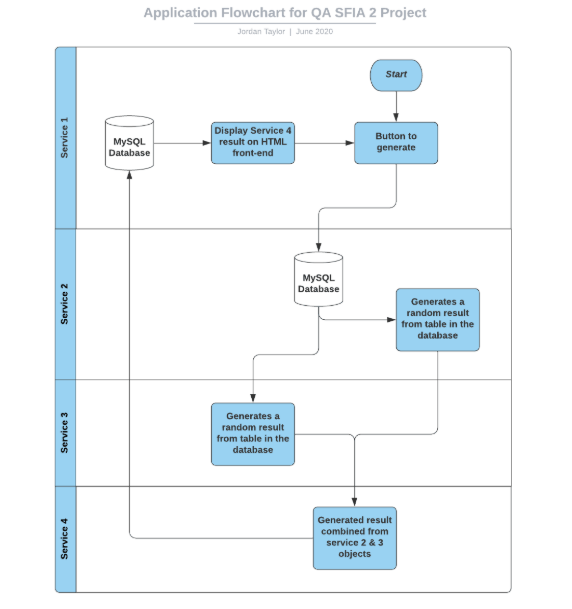 Application Flowchart for QA SFIA 2 Project
Jordan Taylor | June 2020
Service 1
Start
MySQL
Database
Display Service 4
result on HTML
front-end
Button to
generate
Service 2
MySQL
Database
Generates a
random result
from table in the
database
Service 3
Generates a
random result
from table in the
database
Service 4
Generated result
combined from
service 2 & 3
objects